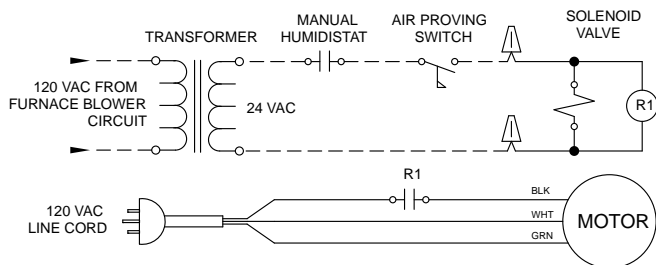 TRANSFORMER
MANUAL
HUMIDISTAT
AIR PROVING
SWITCH
SOLENOID
VALVE
120 VAC FROM
FURNACE BLOWER
CIRCUIT
24 VAC
R1
R1
120 VAC
LINE CORD
BLK
WHT
GRN
MOTOR